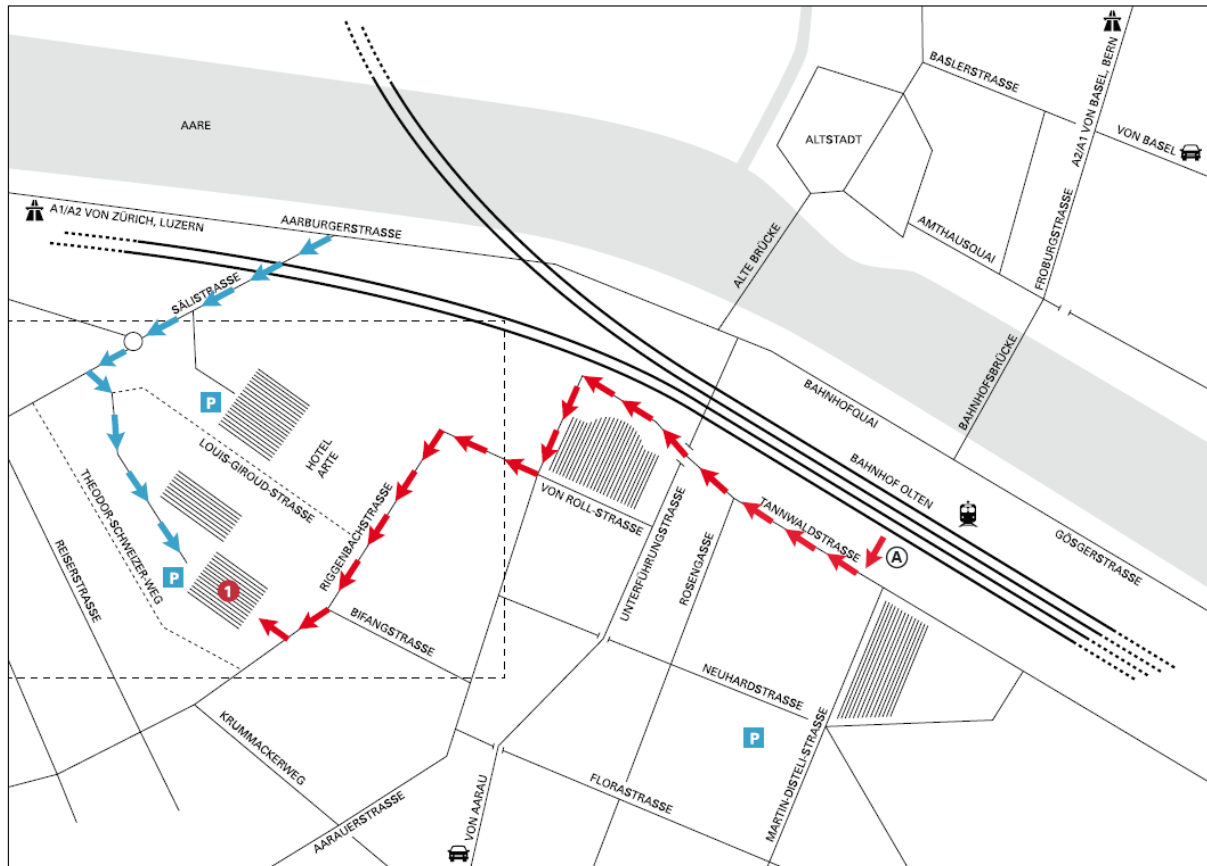 BASLERSTRASSE
A2/A1 VON BASEL, BERN
AARE
ALTSTADT
VON BASEL
A1/A2 VON ZÜRICH, LUZERN
AARBURGERSTRASSE
AMTHAUSQUAI
FROBURGSTRASSE
ALTE BRÜCKE
SÄLISTRASSE
BAHNHOFSBRÜCKE
BAHNHOFQUAI
P
HOTEL
ARTE
LOUIS-GIROUD-STRASSE
BAHNHOF OLTEN
THEODOR-SCHWEIZER-WEG
VON ROLL-STRASSE
TANNWALDSTRASSE
GÖSGERSTRASSE
RIGGENBACHSTRASSE
UNTERFÜHRUNGSTRASSE
ROSENGASSE
A
REISERSTRASSE
P
1
BIFANGSTRASSE
NEUHARDSTRASSE
P
KRUMMACKERWEG
MARTIN-DISTELI-STRASSE
FLORASTRASSE
AARAUERSTRASSE
VON AARAU